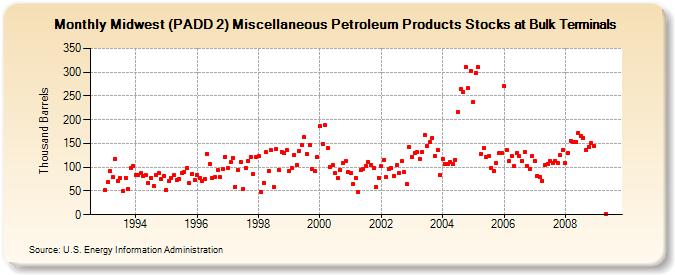 Monthly Midwest (PADD 2) Miscellaneous Petroleum Products Stocks at Bulk Terminals
Thousand Barrels
350
300
250
200
150
100
50
0
1994 1996 1998 2000 2002 2004 2006 2008
Source: U.S. Energy Information Administration